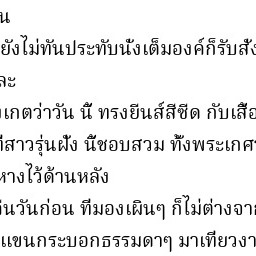 น
ยังไม่ทันประทับนั่งเต็มองค์ก็รับสั่ง
ละ
เกตว่าวัน นี้ ทรงยีนส์สีซีด กับเสื้อ
ที่สาวรุ่นฝั่ง นี้ชอบสวม ทั้งพระเกศ
หางไว้ด้านหลัง
วันก่อน ที่มองเผินๆ ก็ไม่ต่างจาก
แขนกระบอกธรรมดาๆ มาเที่ยวงา